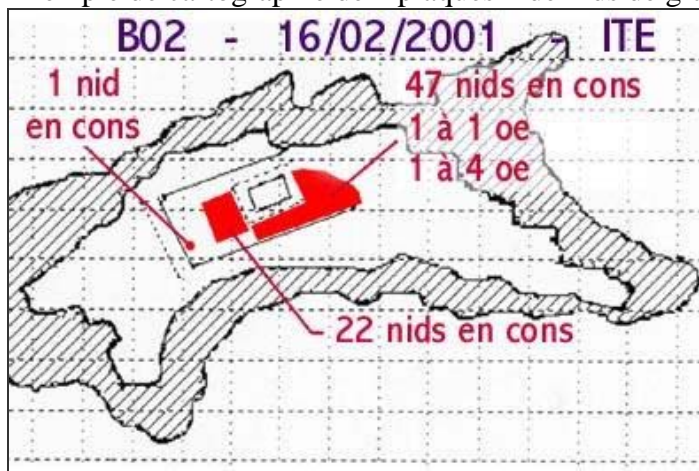 B02 - 16/02/2001 - ITE
1 nid
en cons
47 nids en cons
1 à 1 oe
1 à 4 oe
22 nids en cons